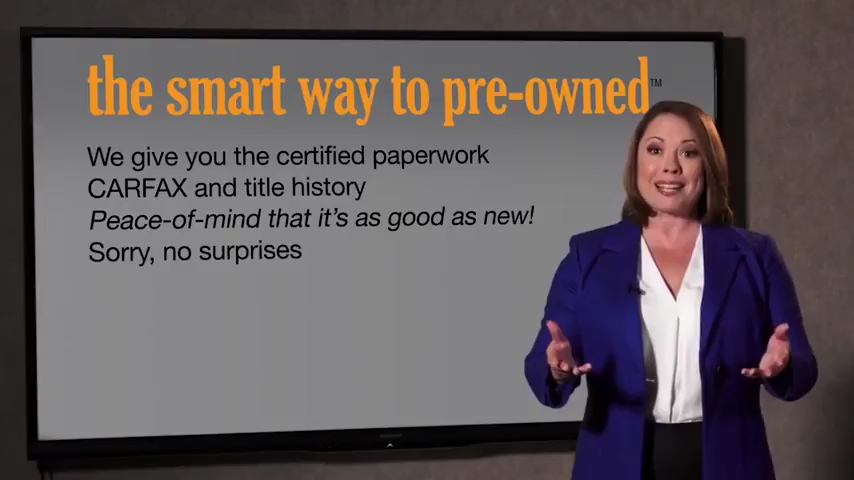 the smart way to pre-owned™
We give you the certified paperwork
CARFAX and title history
Peace-of-mind that it's as good as new!
Sorry, no surprises